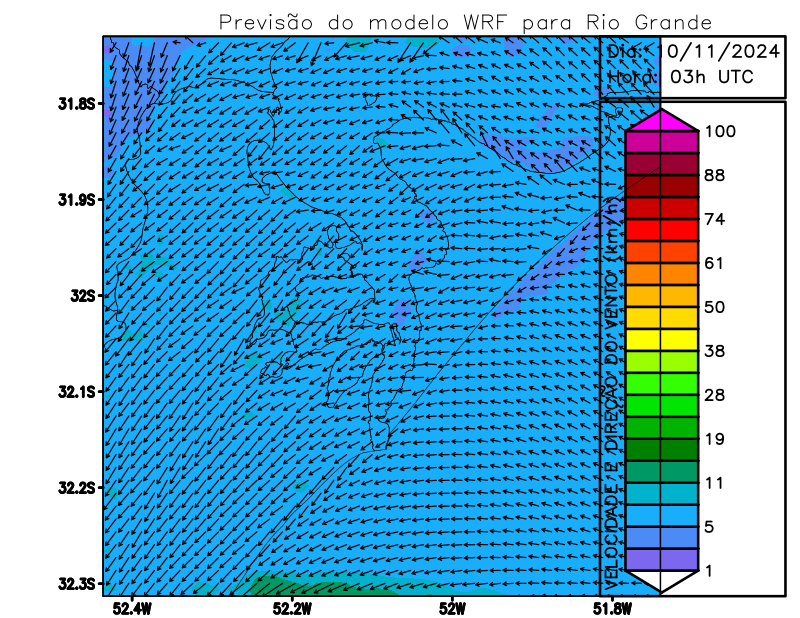 Previsão do modelo WRF para Rio Grande
Dia: 10/11/2024
Hora: 03h UTC
31.8S
31.9S
32S
32.1S
32.2S
32.3S
52.4W
52.2W
52W
51.8W
VELOCIDADE E DIREÇÃO DO VENTO (km/h)
100
88
74
61
50
38
28
19
11
5
1